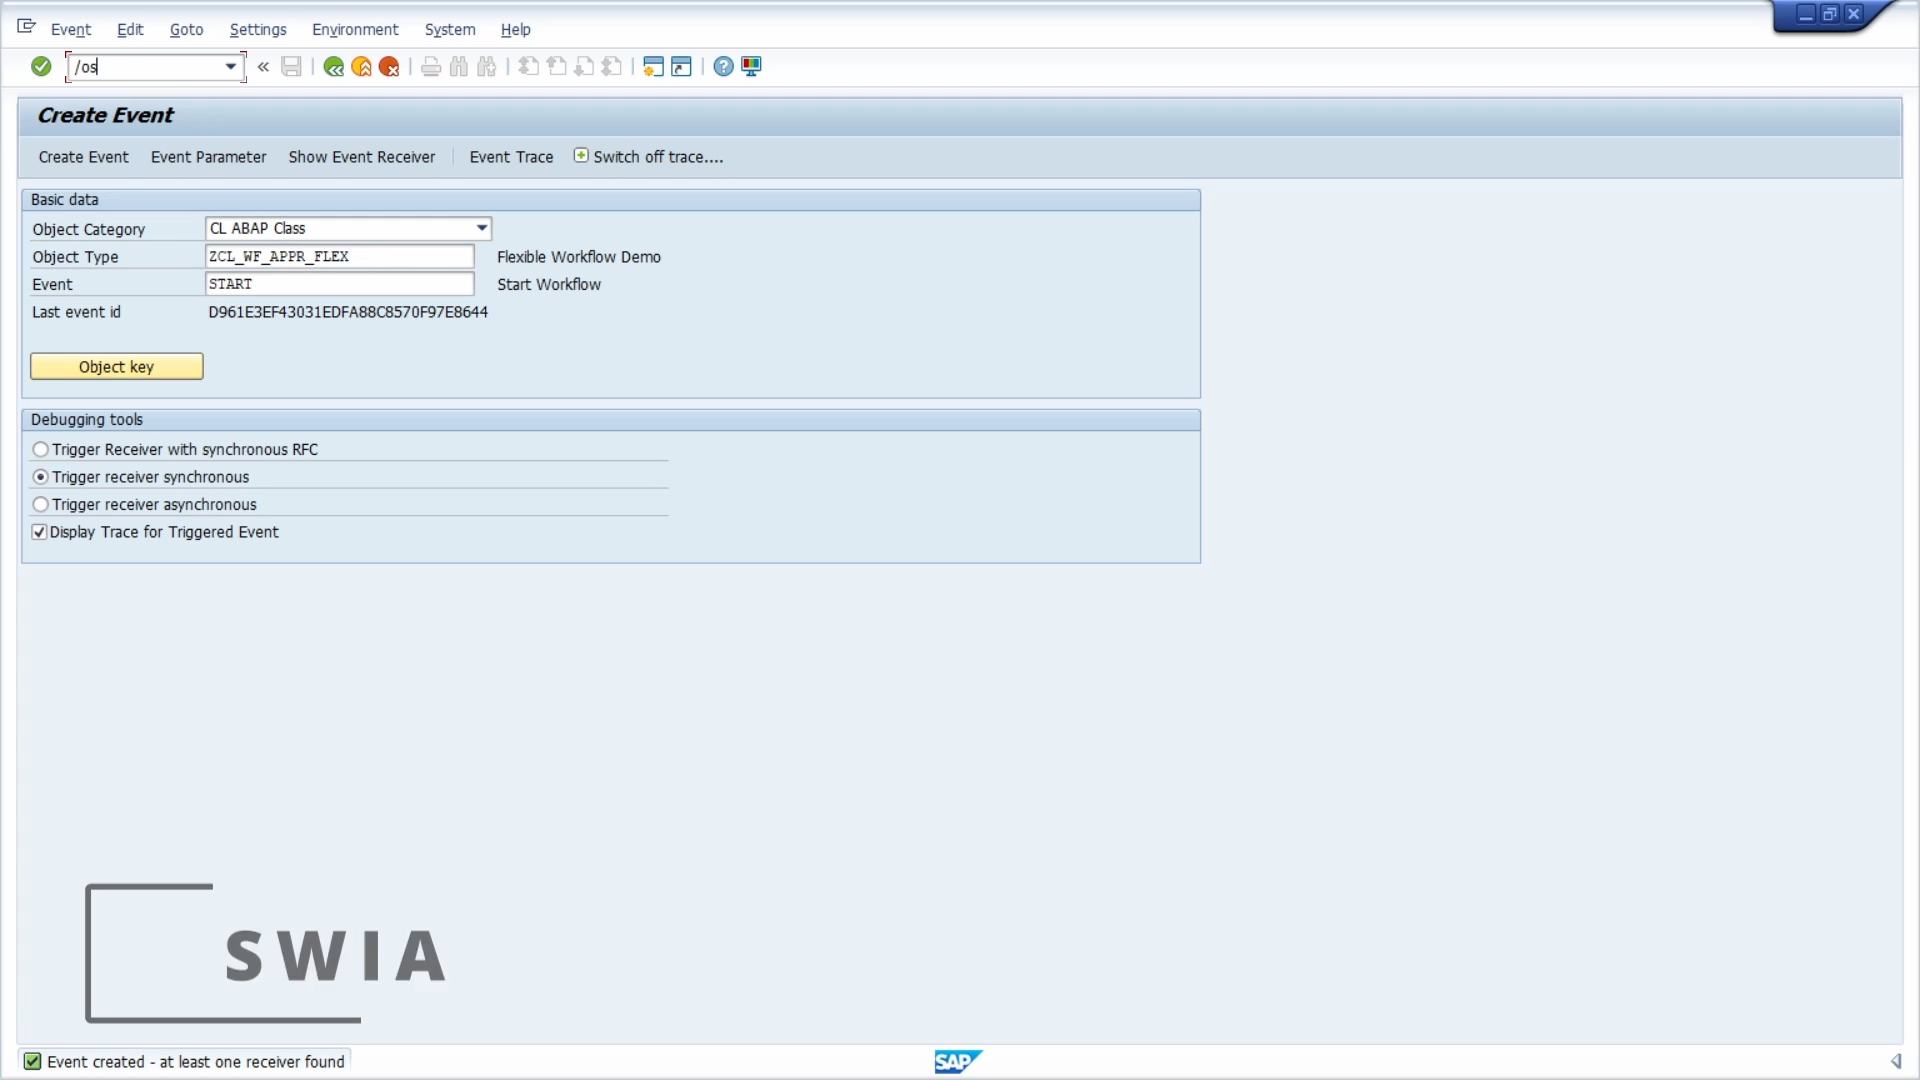 Event Edit Goto Settings Environment System Help
/os
Create Event
Create Event Event Parameter Show Event Receiver Event Trace Switch off trace....
Basic data
Object Category CL ABAP Class
Object Type ZCL_WF_APPR_FLEX Flexible Workflow Demo
Event START Start Workflow
Last event id D961E3EF43031EDFA88C8570F97E8644
Object key
Debugging tools
Trigger Receiver with synchronous RFC
Trigger receiver synchronous
Trigger receiver asynchronous
Display Trace for Triggered Event
SWIA
Event created - at least one receiver found SAP